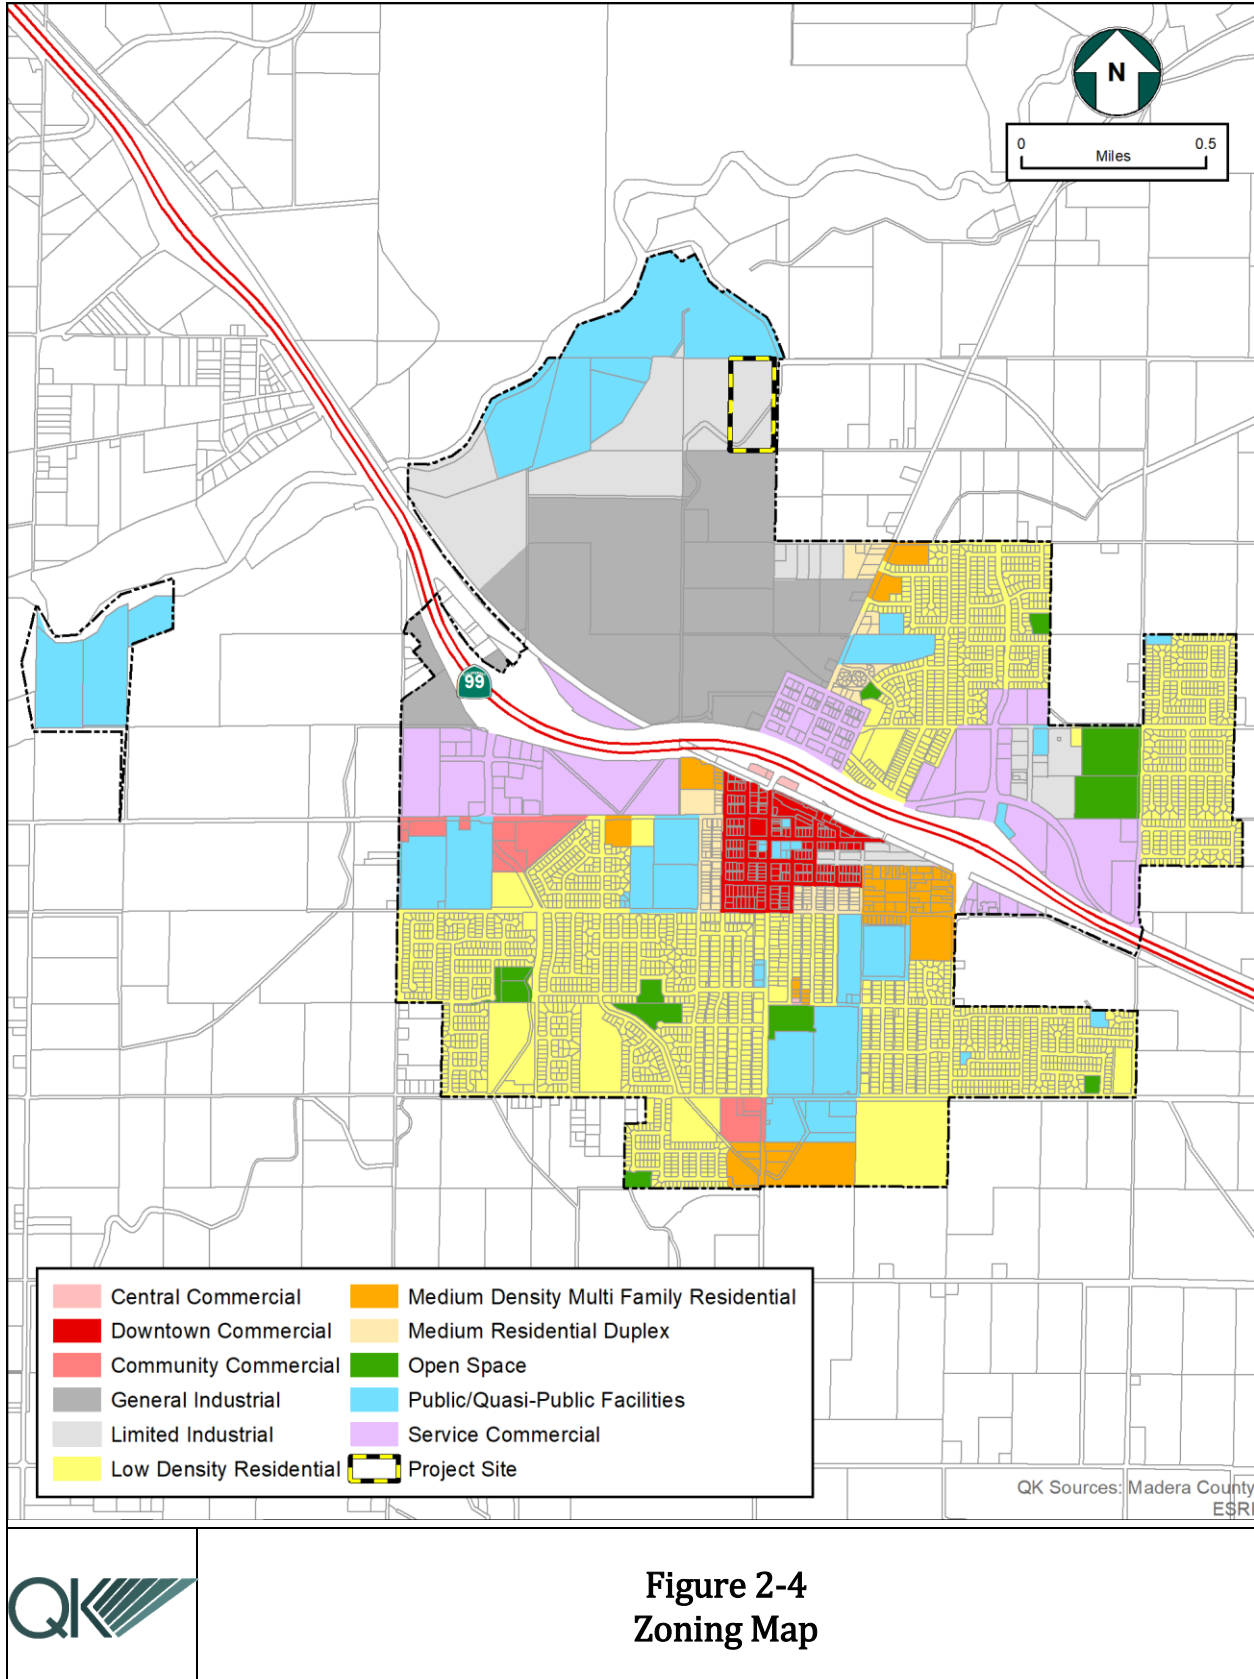 N
0 0.5
Miles
99
Central Commercial
Downtown Commercial
Community Commercial
General Industrial
Limited Industrial
Low Density Residential
Medium Density Multi Family Residential
Medium Residential Duplex
Open Space
Public/Quasi-Public Facilities
Service Commercial
Project Site
QK Sources: Madera County
ESRI
QK
Figure 2-4
Zoning Map